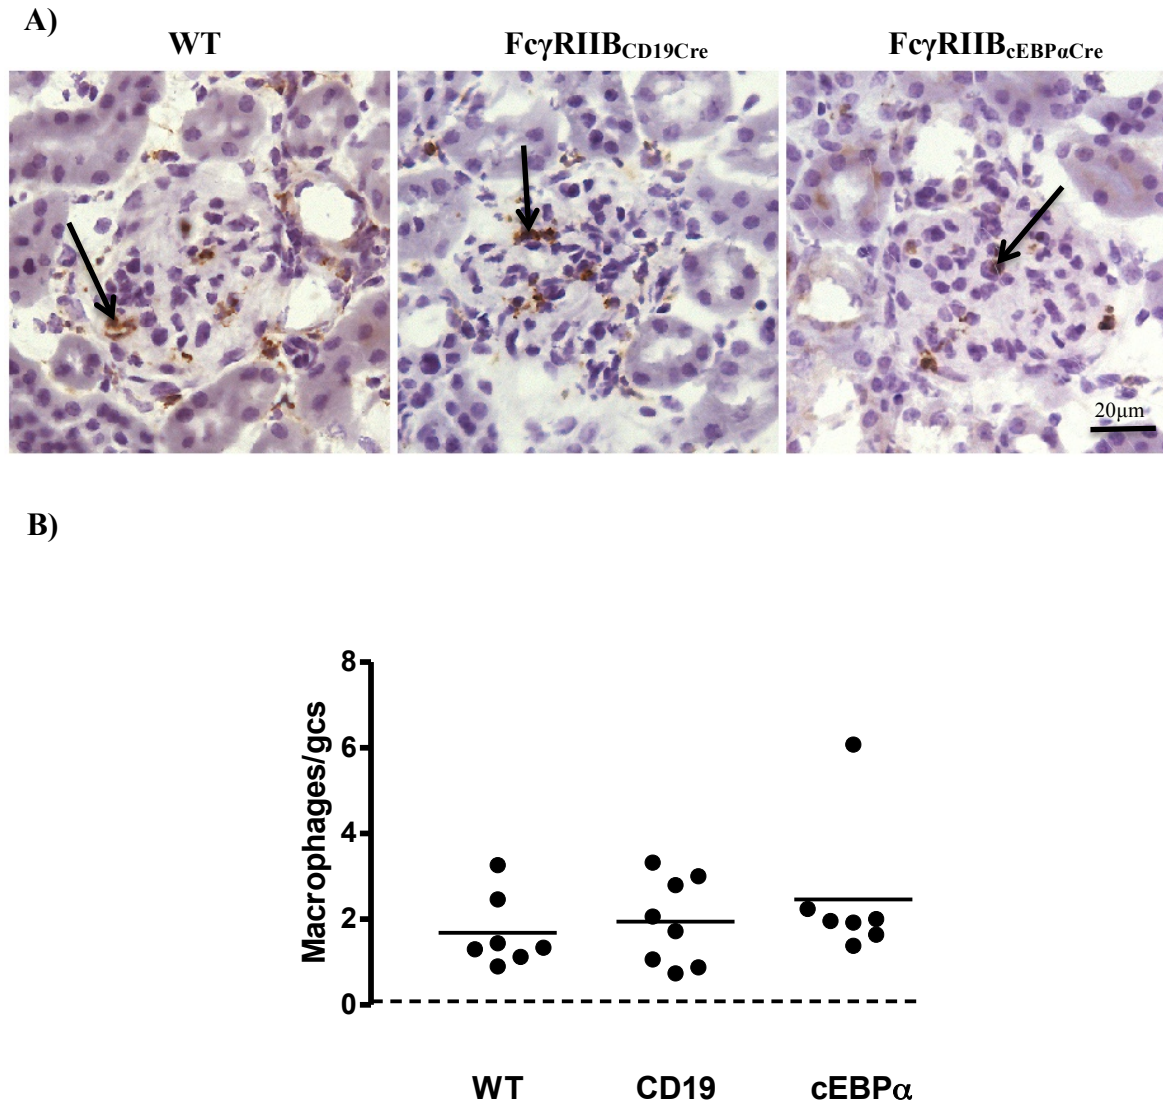 A)
WT
FcγRIIBCD19Cre
FcγRIIBcEBPαCre
20μm
B)
8
6
4
2
0
Macrophages/gcs
WT
CD19
cEBPα